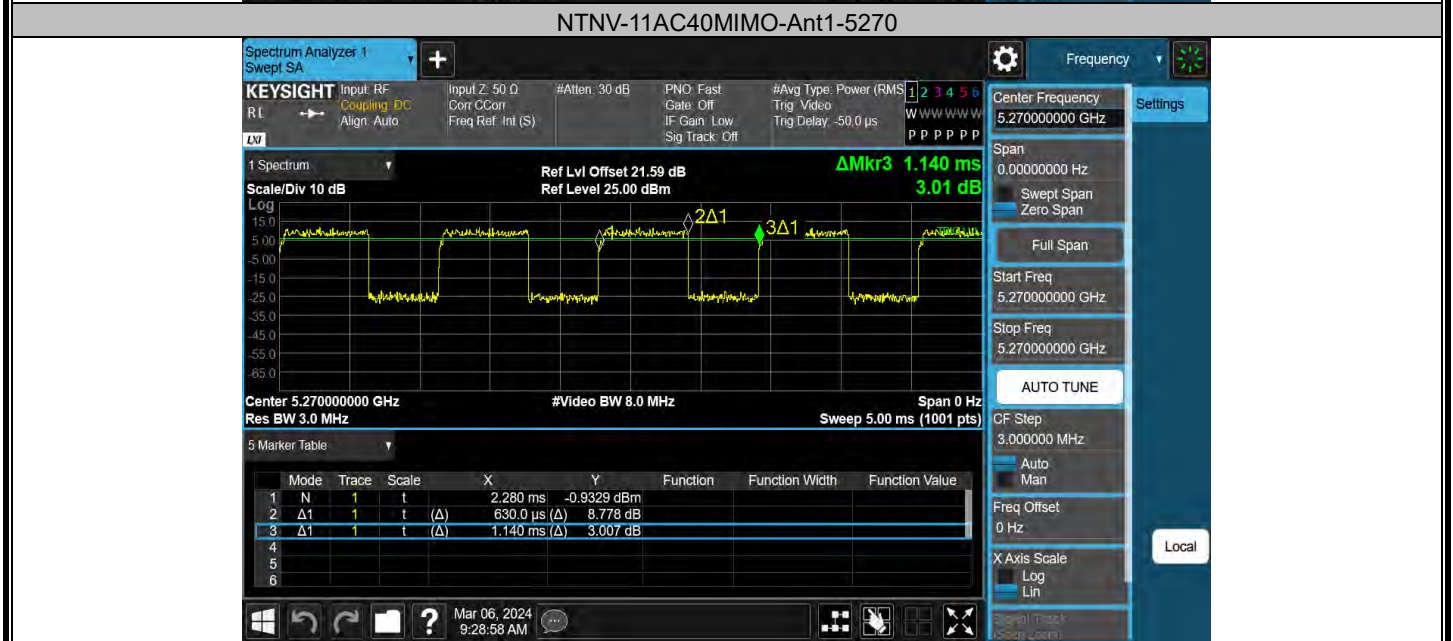 NTNV-11AC40MIMO-Ant1-5270
Spectrum Analyzer 1
Swept SA
+
Frequency
KEYSIGHT
RL
LXI
Input: RF
Coupling: DC
Align: Auto
Input Z: 50 Ω
Corr CCorr
Freq Ref: Int (S)
#Atten: 30 dB
PNO: Fast
Gate: Off
IF Gain: Low
Sig Track: Off
#Avg Type: Power (RMS
Trig: Video
Trig Delay: -50.0 µs
1 2 3 4 5 6
W W W W W W
P P P P P P
Settings
1 Spectrum
Scale/Div 10 dB
Ref Lvl Offset 21.59 dB
Ref Level 25.00 dBm
ΔMkr3 1.140 ms
3.01 dB
Log
15.0
5.00
-5.00
-15.0
-25.0
-35.0
-45.0
-55.0
-65.0
2Δ1
3Δ1
Center 5.270000000 GHz
Res BW 3.0 MHz
#Video BW 8.0 MHz
Span 0 Hz
Sweep 5.00 ms (1001 pts)
5 Marker Table
Mode Trace Scale X Y Function Function Width Function Value
1 N 1 t 2.280 ms -0.9329 dBm
2 Δ1 1 t (Δ) 630.0 µs (Δ) 8.778 dB
3 Δ1 1 t (Δ) 1.140 ms (Δ) 3.007 dB
4
5
6
Center Frequency
5.270000000 GHz
Span
0.00000000 Hz
Swept Span
Zero Span
Full Span
Start Freq
5.270000000 GHz
Stop Freq
5.270000000 GHz
AUTO TUNE
CF Step
3.000000 MHz
Auto
Man
Freq Offset
0 Hz
X Axis Scale
Log
Lin
Signal Track
(Span Zoom)
Local
?
Mar 06, 2024
9:28:58 AM